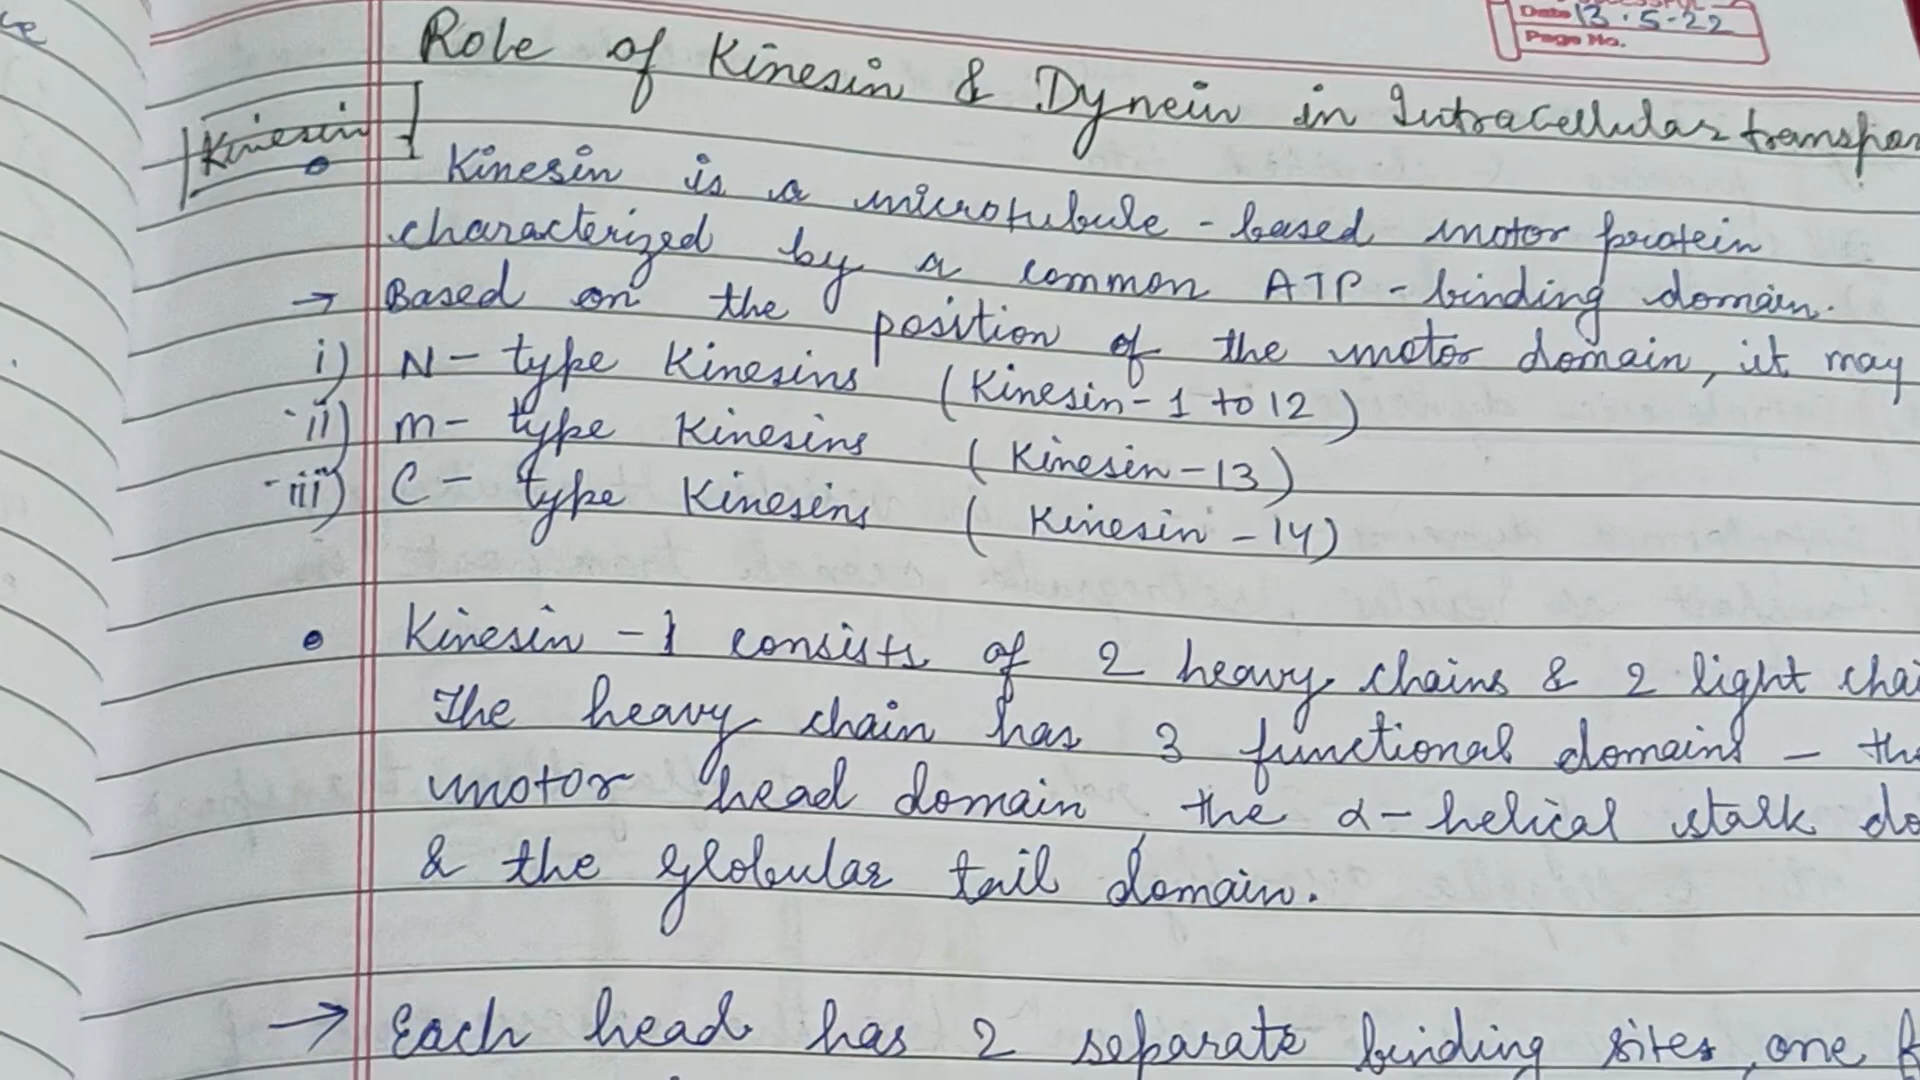 Date 13.5.22
Page No.
Role of Kinesin & Dynein in Intracellular transpor
Kinesin
• Kinesin is a microtubule - based motor protein
characterized by a common ATP - binding domain.
→ Based on the position of the motor domain, it may
i) N - type Kinesins (Kinesin - 1 to 12)
ii) m - type Kinesins (Kinesin - 13)
iii) C - type Kinesins (Kinesin - 14)
• Kinesin - 1 consists of 2 heavy chains & 2 light chai
The heavy chain has 3 functional domains - the
motor head domain the α - helical stalk do
& the globular tail domain.
→ Each head has 2 separate binding sites, one f